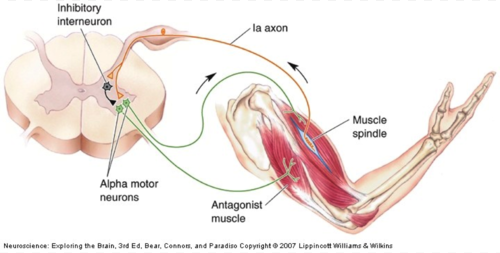 Inhibitory
interneuron
Ia axon
Muscle
spindle
Alpha motor
neurons
Antagonist
muscle
Neuroscience: Exploring the Brain, 3rd Ed, Bear, Connors, and Paradiso Copyright © 2007 Lippincott Williams & Wilkins